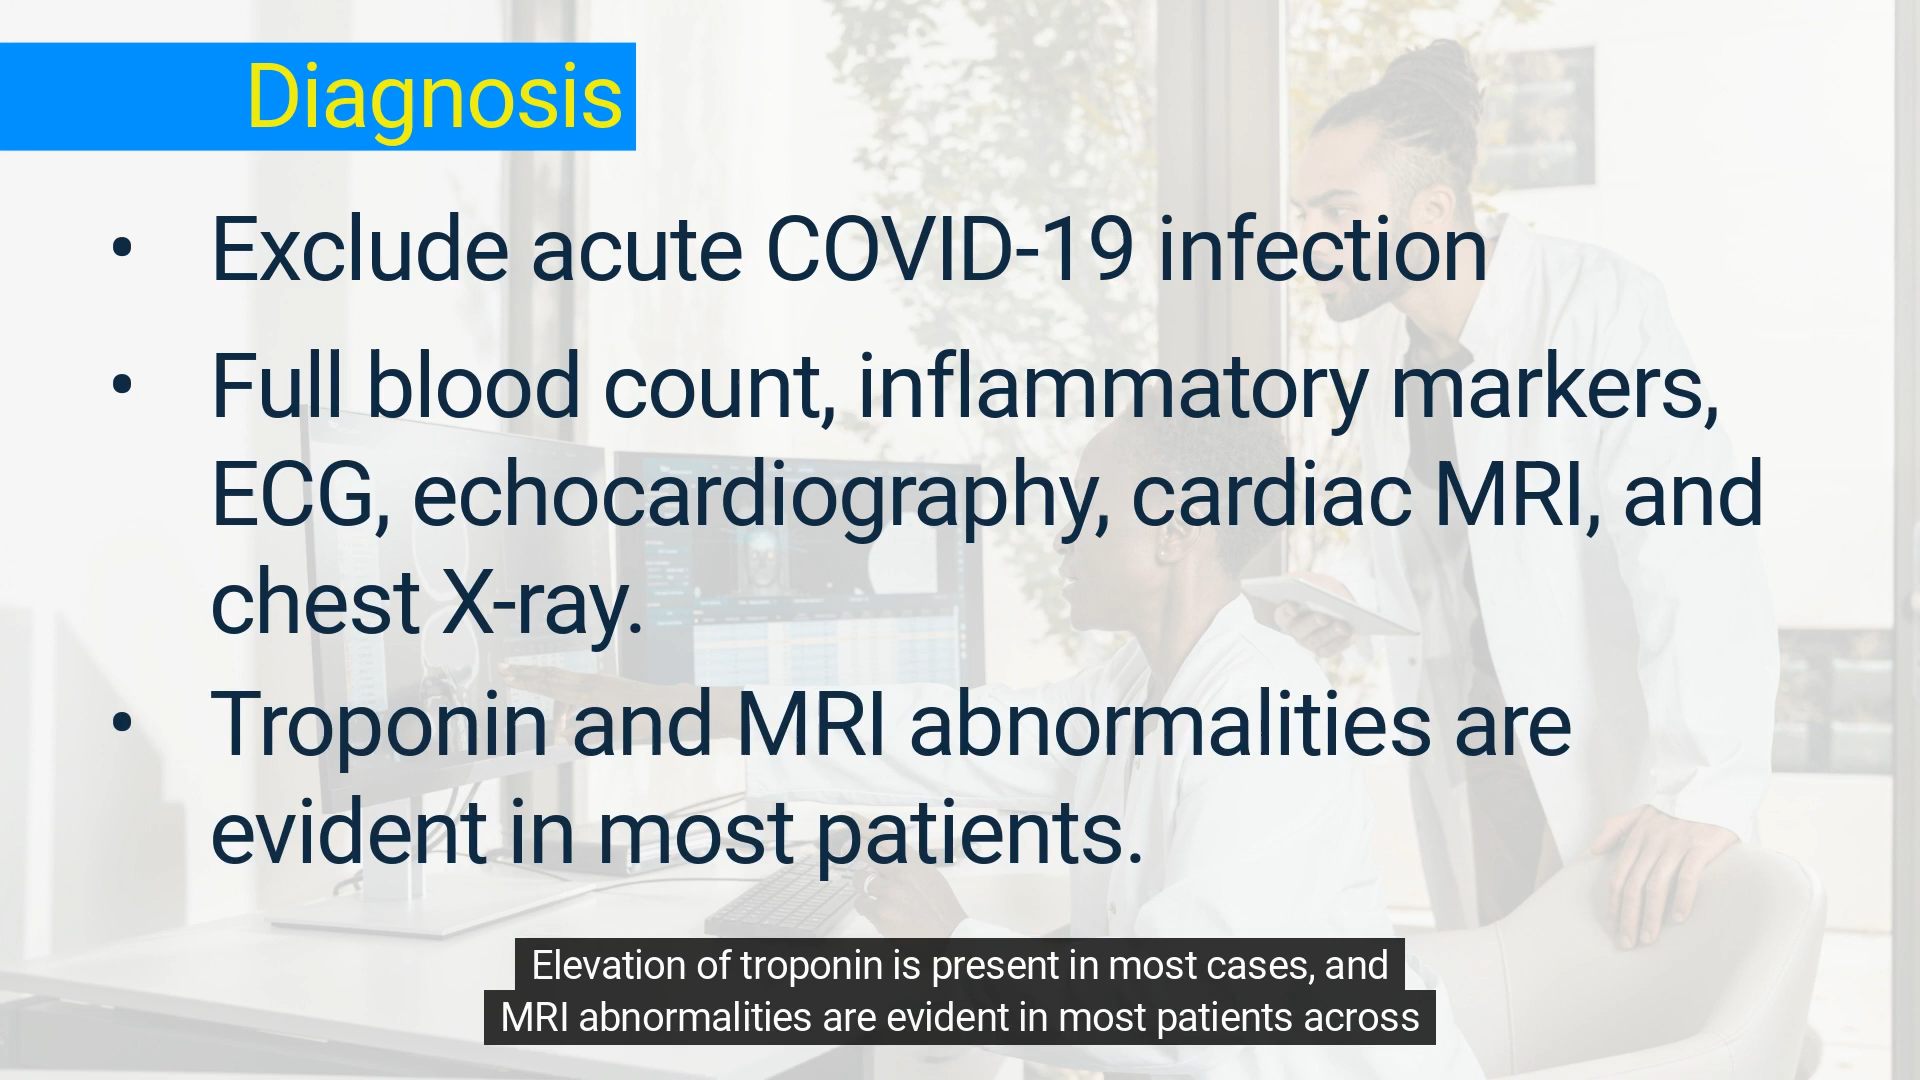 Diagnosis
• Exclude acute COVID-19 infection
• Full blood count, inflammatory markers,
ECG, echocardiography, cardiac MRI, and
chest X-ray.
• Troponin and MRI abnormalities are
evident in most patients.
Elevation of troponin is present in most cases, and
MRI abnormalities are evident in most patients across